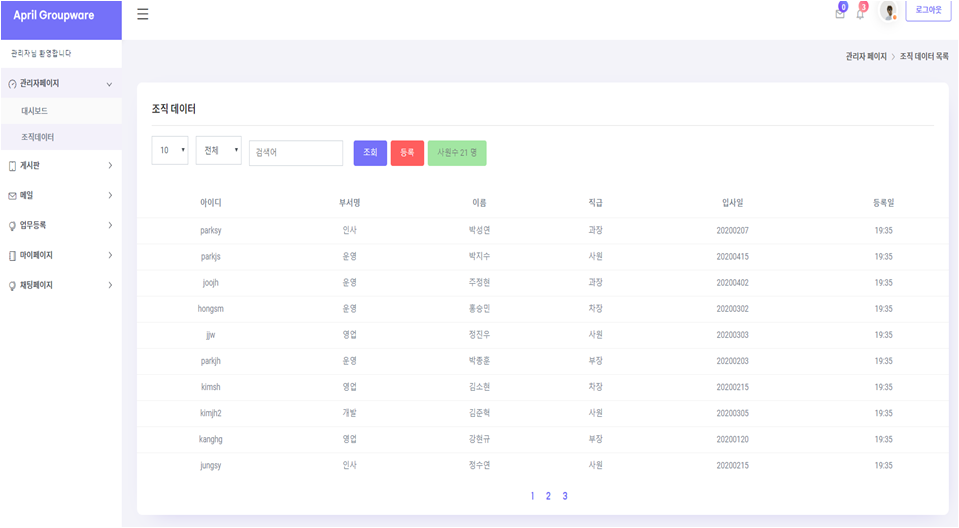 April Groupware
0
3
로그아웃
관리자님 환영합니다
관리자 페이지 > 조직 데이터 목록
관리자페이지
대시보드
조직데이터
게시판
메일
업무등록
마이페이지
채팅페이지
조직 데이터
10 전체 검색어 조회 등록 사원수 21 명
아이디 부서명 이름 직급 입사일 등록일
parksy 인사 박성연 과장 20200207 19:35
parkjs 운영 박지수 사원 20200415 19:35
joojh 운영 주정현 과장 20200402 19:35
hongsm 운영 홍승민 차장 20200302 19:35
jjw 영업 정진우 사원 20200303 19:35
parkjh 운영 박종훈 부장 20200203 19:35
kimsh 영업 김소현 차장 20200215 19:35
kimjh2 개발 김준혁 사원 20200305 19:35
kanghg 영업 강현규 부장 20200120 19:35
jungsy 인사 정수연 사원 20200215 19:35
1 2 3